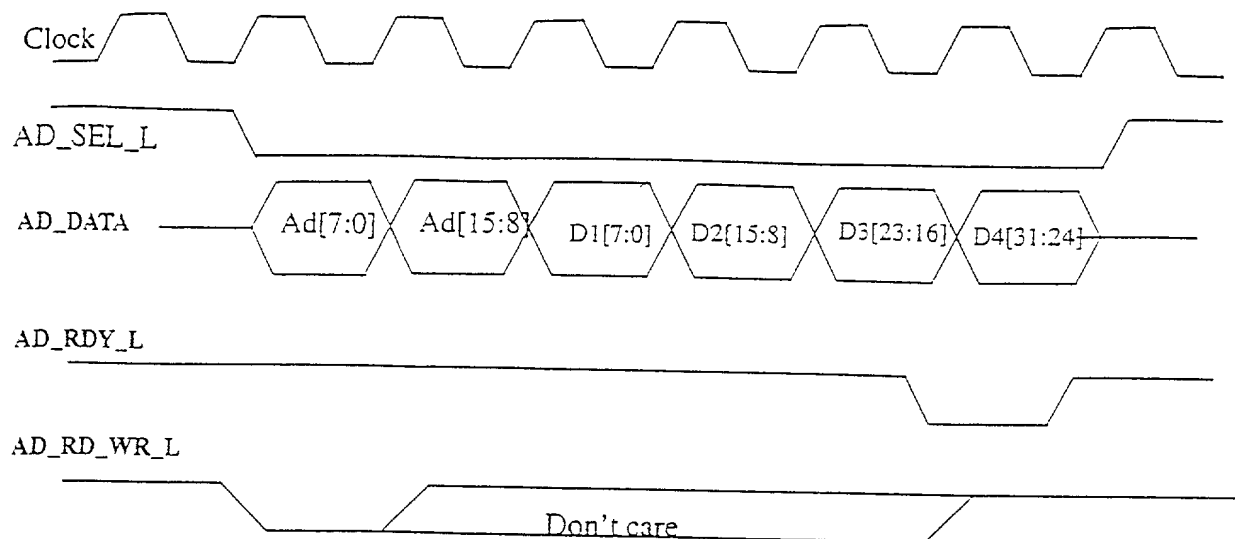 Clock
AD_SEL_L
AD_DATA
Ad[7:0] Ad[15:8] D1[7:0] D2[15:8] D3[23:16] D4[31:24]
AD_RDY_L
AD_RD_WR_L
Don't care